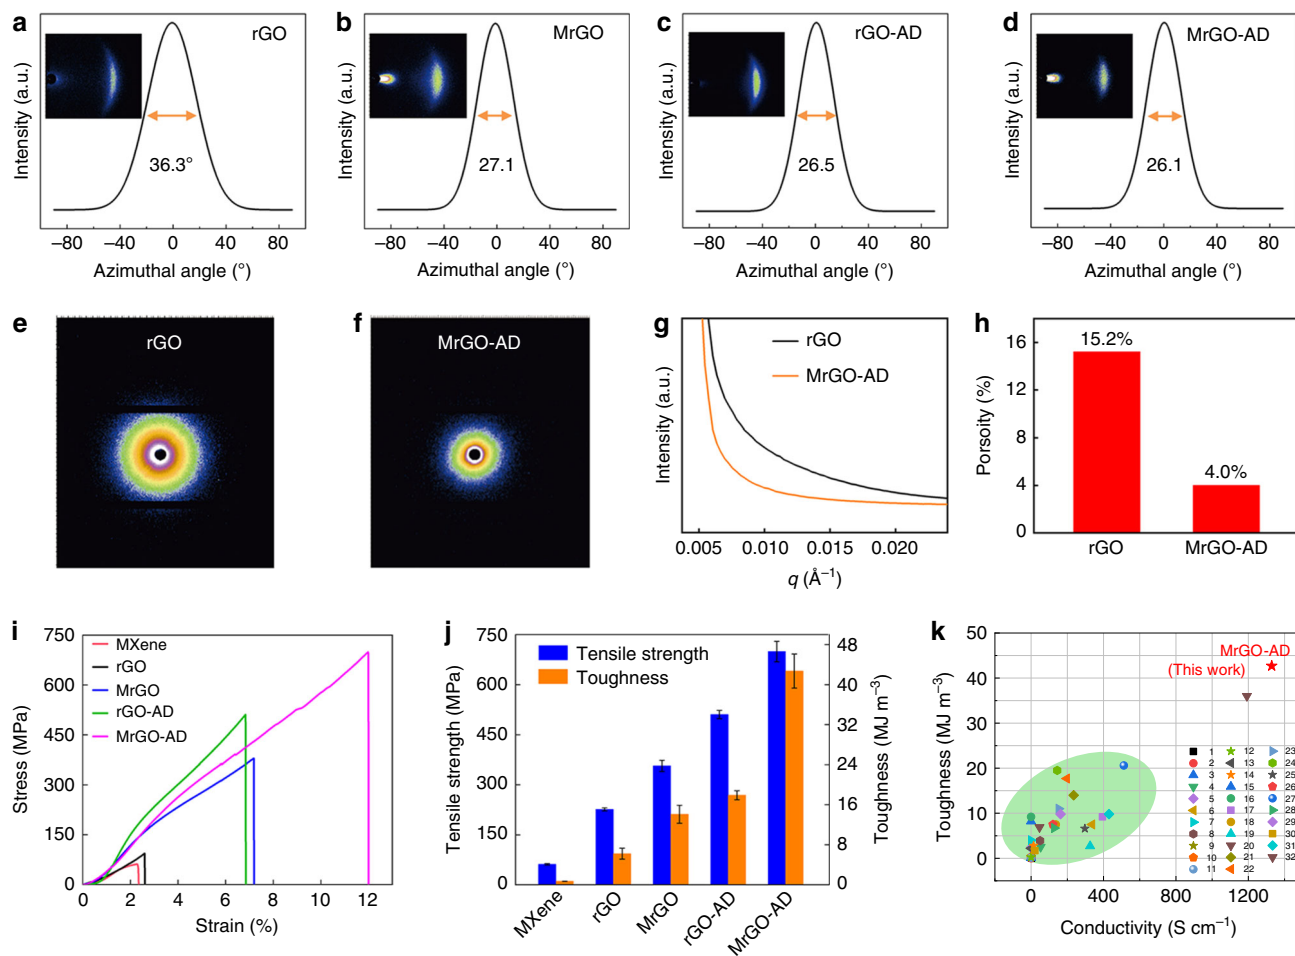 a
rGO
Intensity (a.u.)
36.3°
−80 −40 0 40 80
Azimuthal angle (°)
b
MrGO
Intensity (a.u.)
27.1
−80 −40 0 40 80
Azimuthal angle (°)
c
rGO-AD
Intensity (a.u.)
26.5
−80 −40 0 40 80
Azimuthal angle (°)
d
MrGO-AD
Intensity (a.u.)
26.1
−80 −40 0 40 80
Azimuthal angle (°)
e
rGO
f
MrGO-AD
g
rGO
MrGO-AD
Intensity (a.u.)
0.005 0.010 0.015 0.020
q (Å−1)
h
Porsoity (%)
16
12
8
4
0
15.2%
4.0%
rGO MrGO-AD
i
Stress (MPa)
750
600
450
300
150
0
MXene
rGO
MrGO
rGO-AD
MrGO-AD
0 2 4 6 8 10 12
Strain (%)
j
Tensile strength (MPa)
750
600
450
300
150
0
Tensile strength
Toughness
48
40
32
24
16
8
0
Toughness (MJ m−3)
MXene
rGO
MrGO
rGO-AD
MrGO-AD
k
Toughness (MJ m−3)
50
40
30
20
10
0
MrGO-AD
(This work)
1 12 23
2 13 24
3 14 25
4 15 26
5 16 27
6 17 28
7 18 29
8 19 30
9 20 31
10 21 32
11 22
0 400 800 1200
Conductivity (S cm−1)